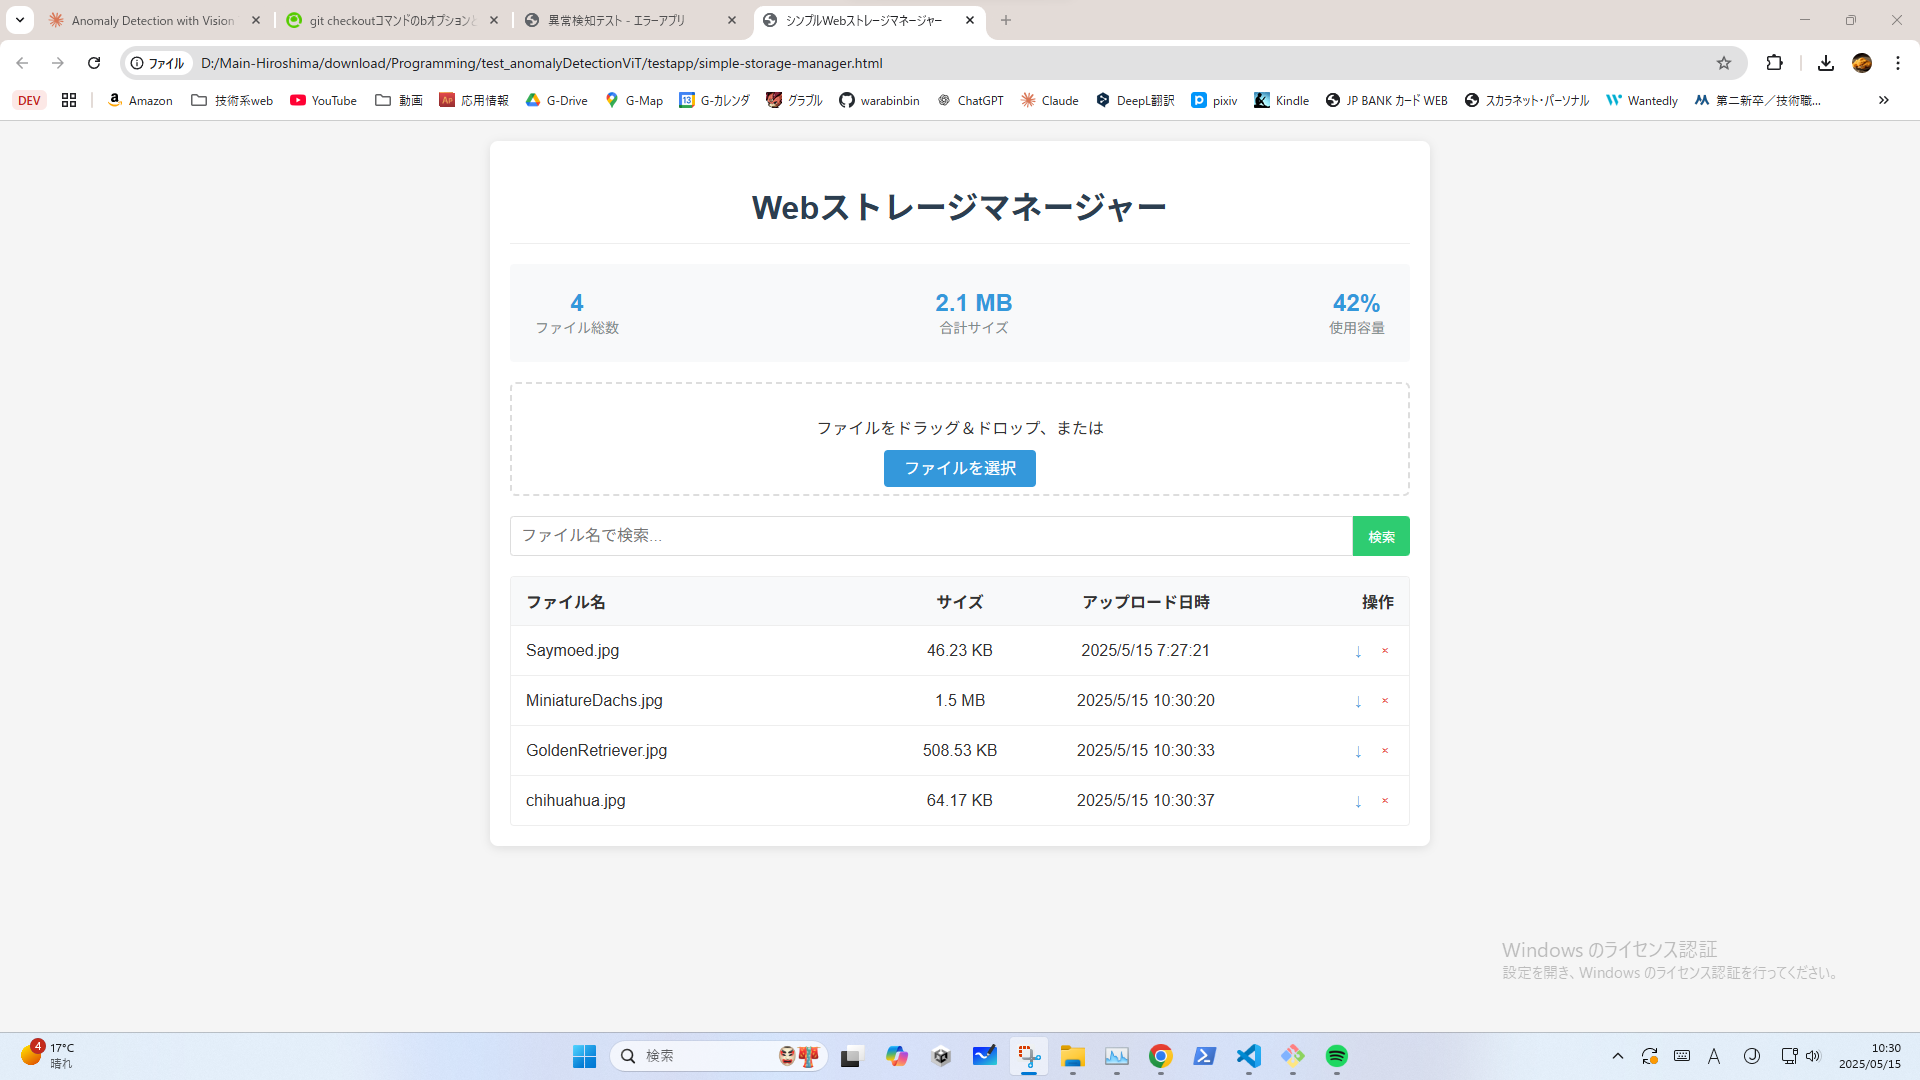 Anomaly Detection with Vision
git checkoutコマンドのbオプションと
異常検知テスト - エラーアプリ
シンプルWebストレージマネージャー
ファイル
D:/Main-Hiroshima/download/Programming/test_anomalyDetectionViT/testapp/simple-storage-manager.html
DEV
Amazon
技術系web
YouTube
動画
応用情報
G-Drive
G-Map
G-カレンダ
グラブル
warabinbin
ChatGPT
Claude
DeepL翻訳
pixiv
Kindle
JP BANK カード WEB
スカラネット・パーソナル
Wantedly
第二新卒／技術職...
Webストレージマネージャー
4
ファイル総数
2.1 MB
合計サイズ
42%
使用容量
ファイルをドラッグ＆ドロップ、または
ファイルを選択
ファイル名で検索...
検索
ファイル名 サイズ アップロード日時 操作
Saymoed.jpg 46.23 KB 2025/5/15 7:27:21 ↓ ×
MiniatureDachs.jpg 1.5 MB 2025/5/15 10:30:20 ↓ ×
GoldenRetriever.jpg 508.53 KB 2025/5/15 10:30:33 ↓ ×
chihuahua.jpg 64.17 KB 2025/5/15 10:30:37 ↓ ×
Windows のライセンス認証
設定を開き、Windows のライセンス認証を行ってください。
4
17°C
晴れ
検索
A
10:30
2025/05/15